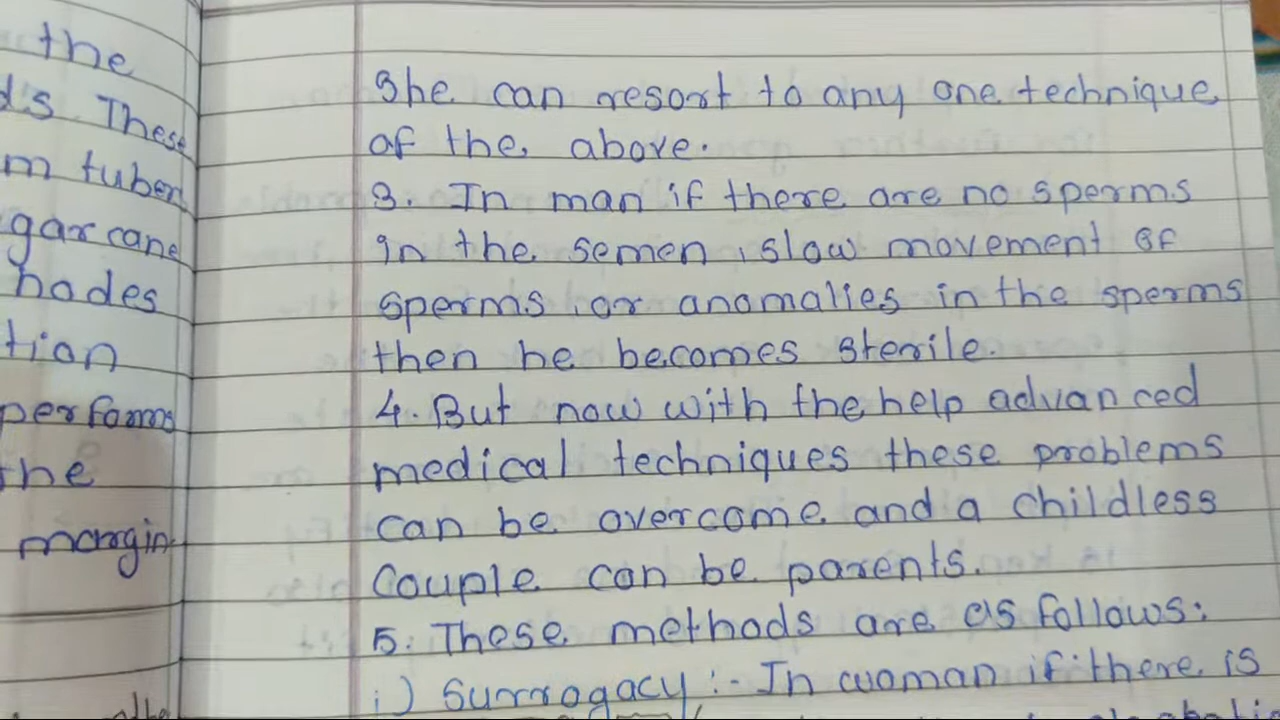 the
d's These
m tuber
gar cane
nodes
tion
performs
the
margin
She can resort to any one technique
of the above.
3. In man if there are no sperms
in the semen, slow movement of
sperms or anomalies in the sperms
then he becomes sterile.
4. But now with the help advanced
medical techniques these problems
can be overcome and a childless
couple can be parents.
5. These methods are as follows:
i) Surrogacy :- In woman if there is